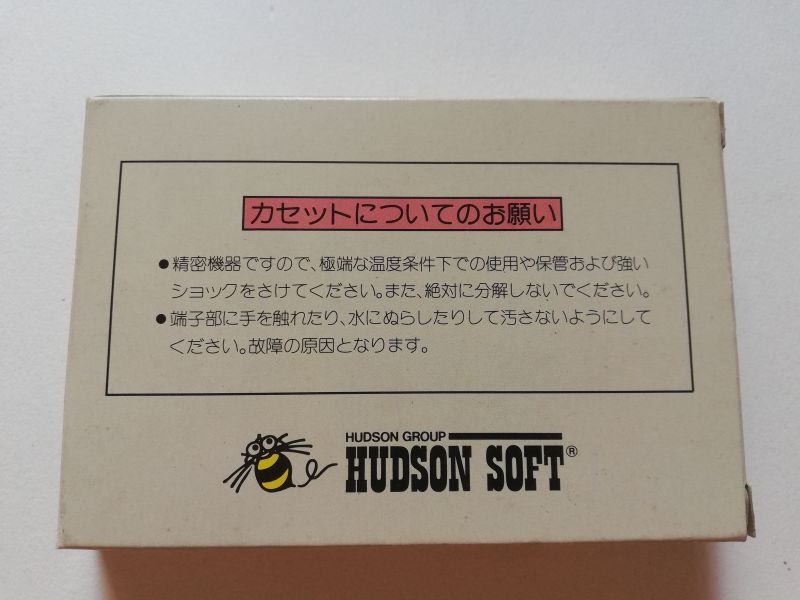 カセットについてのお願い
●精密機器ですので、極端な温度条件下での使用や保管および強い
ショックをさけてください。また、絶対に分解しないでください。
●端子部に手を触れたり、水にぬらしたりして汚さないようにして
ください。故障の原因となります。
HUDSON GROUP
HUDSON SOFT®